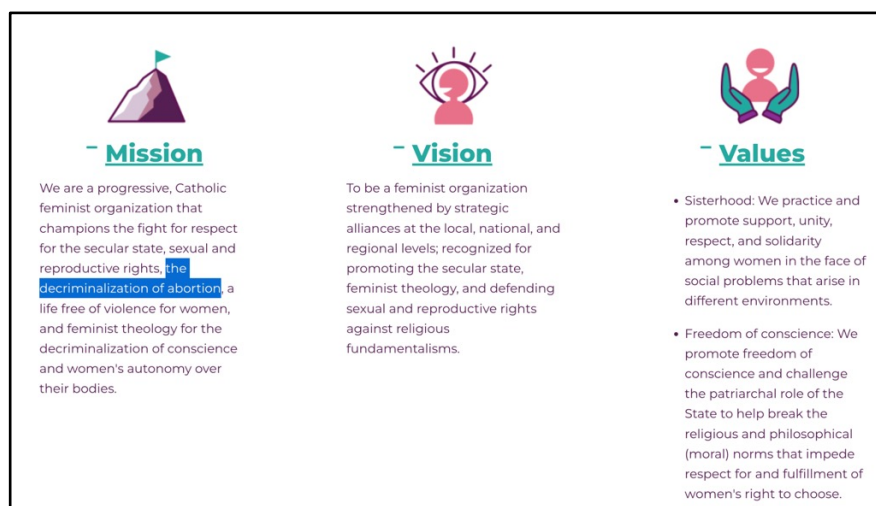 Mission
We are a progressive, Catholic
feminist organization that
champions the fight for respect
for the secular state, sexual and
reproductive rights, the
decriminalization of abortion, a
life free of violence for women,
and feminist theology for the
decriminalization of conscience
and women's autonomy over
their bodies.
Vision
To be a feminist organization
strengthened by strategic
alliances at the local, national, and
regional levels; recognized for
promoting the secular state,
feminist theology, and defending
sexual and reproductive rights
against religious
fundamentalisms.
Values
• Sisterhood: We practice and
promote support, unity,
respect, and solidarity
among women in the face of
social problems that arise in
different environments.
• Freedom of conscience: We
promote freedom of
conscience and challenge
the patriarchal role of the
State to help break the
religious and philosophical
(moral) norms that impede
respect for and fulfillment of
women's right to choose.